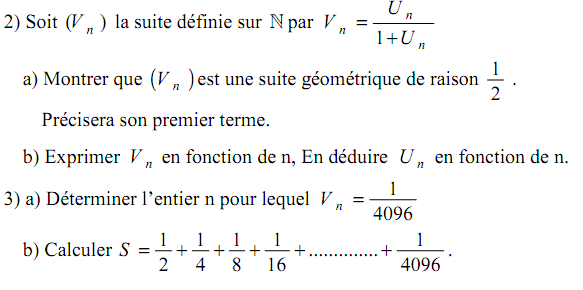 2) Soit (V_n) la suite définie sur ℕ par V_n = U_n / (1+U_n)
a) Montrer que (V_n) est une suite géométrique de raison 1/2 .
Précisera son premier terme.
b) Exprimer V_n en fonction de n, En déduire U_n en fonction de n.
3) a) Déterminer l'entier n pour lequel V_n = 1/4096
b) Calculer S = 1/2 + 1/4 + 1/8 + 1/16 + .............. + 1/4096 .